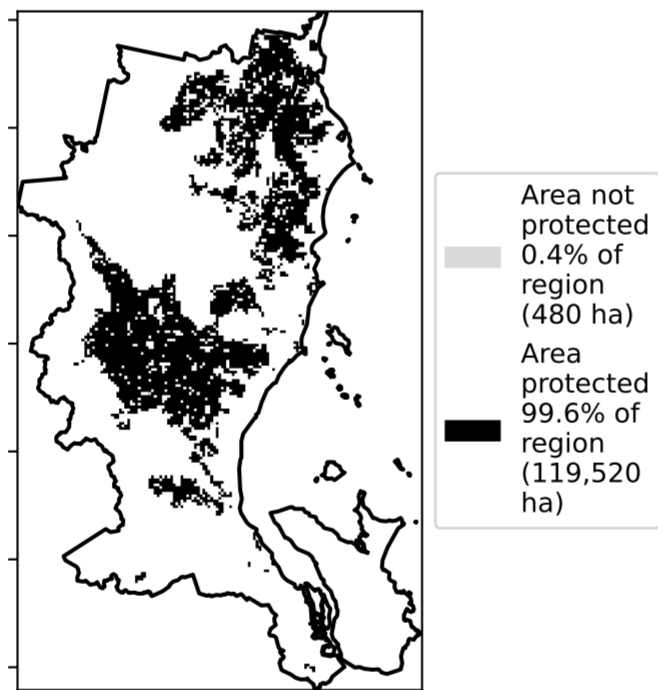 Area not
protected
0.4% of
region
(480 ha)
Area
protected
99.6% of
region
(119,520
ha)